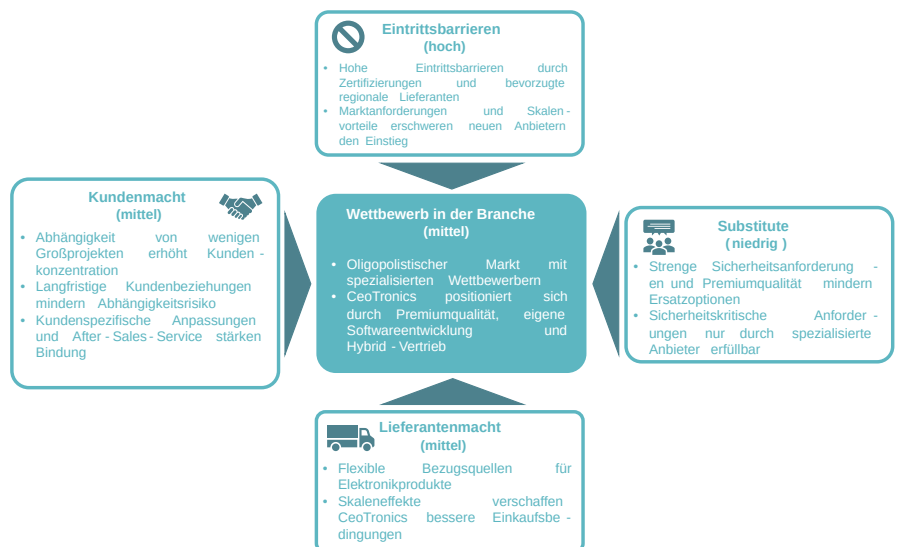 Eintrittsbarrieren
(hoch)
• Hohe Eintrittsbarrieren durch
Zertifizierungen und bevorzugte
regionale Lieferanten
• Marktanforderungen und Skalen-
vorteile erschweren neuen Anbietern
den Einstieg
Kundenmacht
(mittel)
• Abhängigkeit von wenigen
Großprojekten erhöht Kunden-
konzentration
• Langfristige Kundenbeziehungen
mindern Abhängigkeitsrisiko
• Kundenspezifische Anpassungen
und After-Sales-Service stärken
Bindung
Wettbewerb in der Branche
(mittel)
• Oligopolistischer Markt mit
spezialisierten Wettbewerbern
• CeoTronics positioniert sich
durch Premiumqualität, eigene
Softwareentwicklung und
Hybrid-Vertrieb
Substitute
(niedrig)
• Strenge Sicherheitsanforderung-
en und Premiumqualität mindern
Ersatzoptionen
• Sicherheitskritische Anforder-
ungen nur durch spezialisierte
Anbieter erfüllbar
Lieferantenmacht
(mittel)
• Flexible Bezugsquellen für
Elektronikprodukte
• Skaleneffekte verschaffen
CeoTronics bessere Einkaufsbe-
dingungen